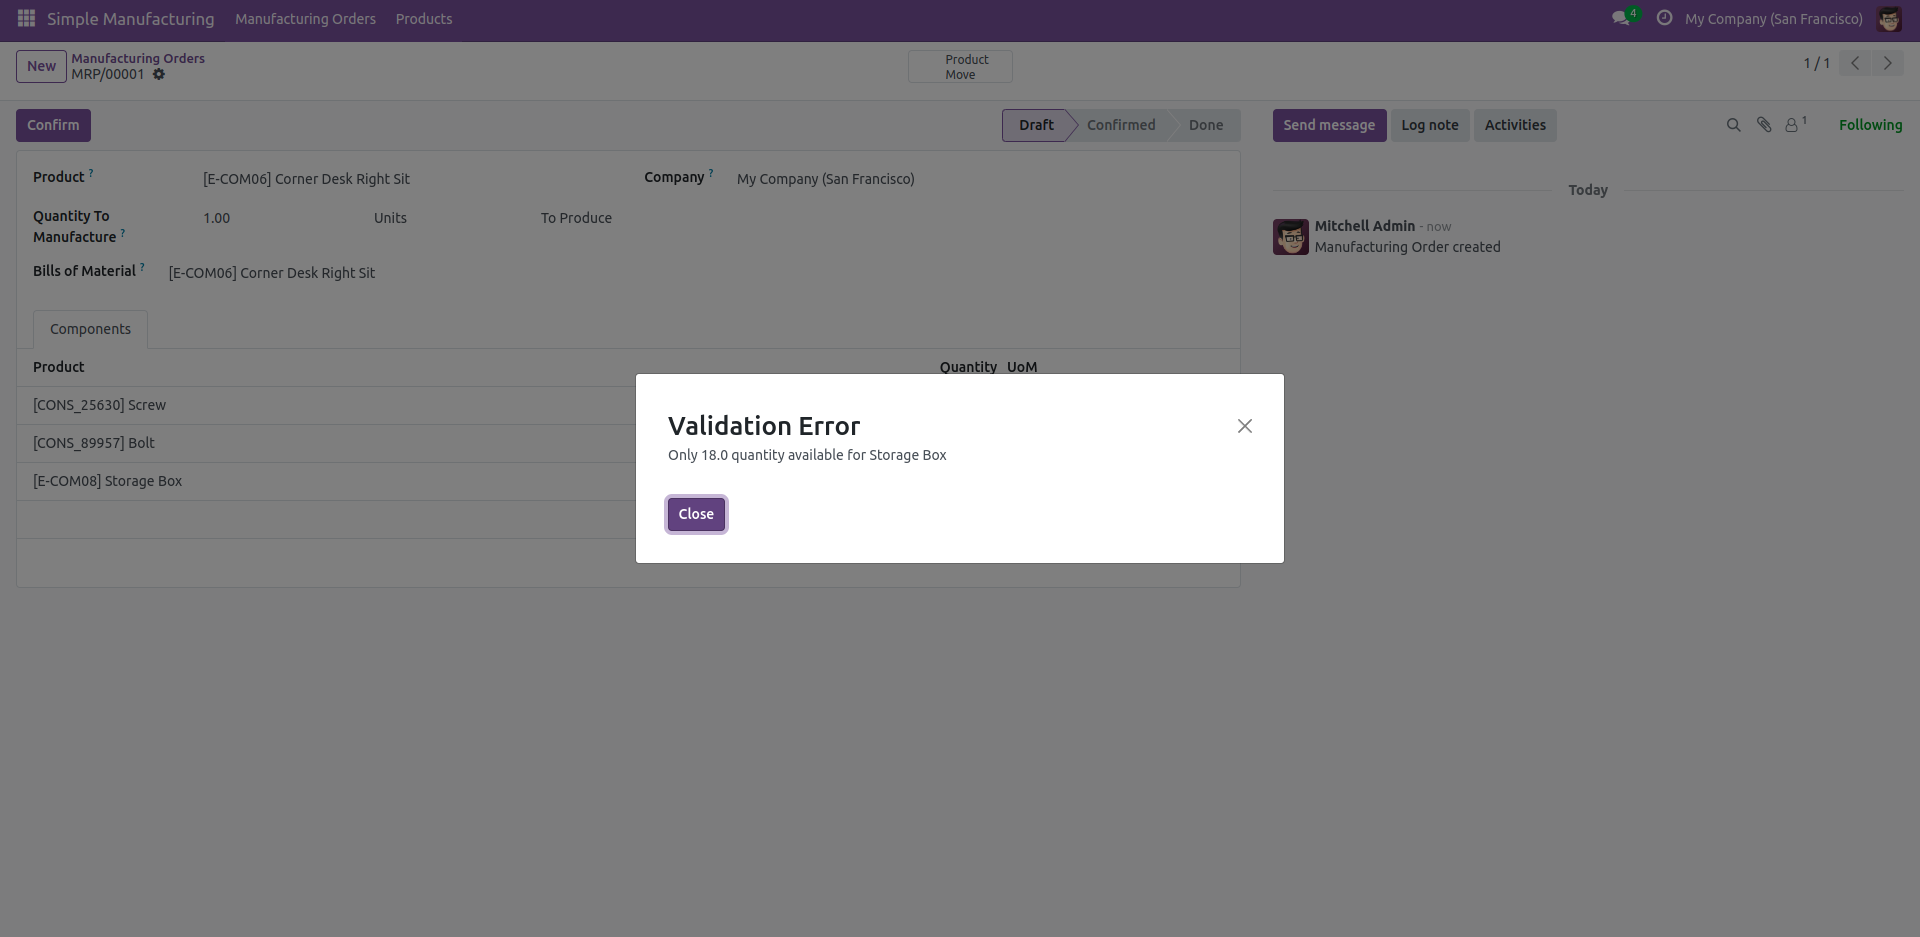 Simple Manufacturing Manufacturing Orders Products 4 My Company (San Francisco)
New Manufacturing Orders
MRP/00001
Product
Move
1 / 1
Confirm Draft Confirmed Done Send message Log note Activities 1 Following
Product ? [E-COM06] Corner Desk Right Sit Company ? My Company (San Francisco)
Quantity To
Manufacture ? 1.00 Units To Produce
Bills of Material ? [E-COM06] Corner Desk Right Sit
Today
Mitchell Admin - now
Manufacturing Order created
Components
Product Quantity UoM
[CONS_25630] Screw
[CONS_89957] Bolt
[E-COM08] Storage Box
Validation Error
Only 18.0 quantity available for Storage Box
Close